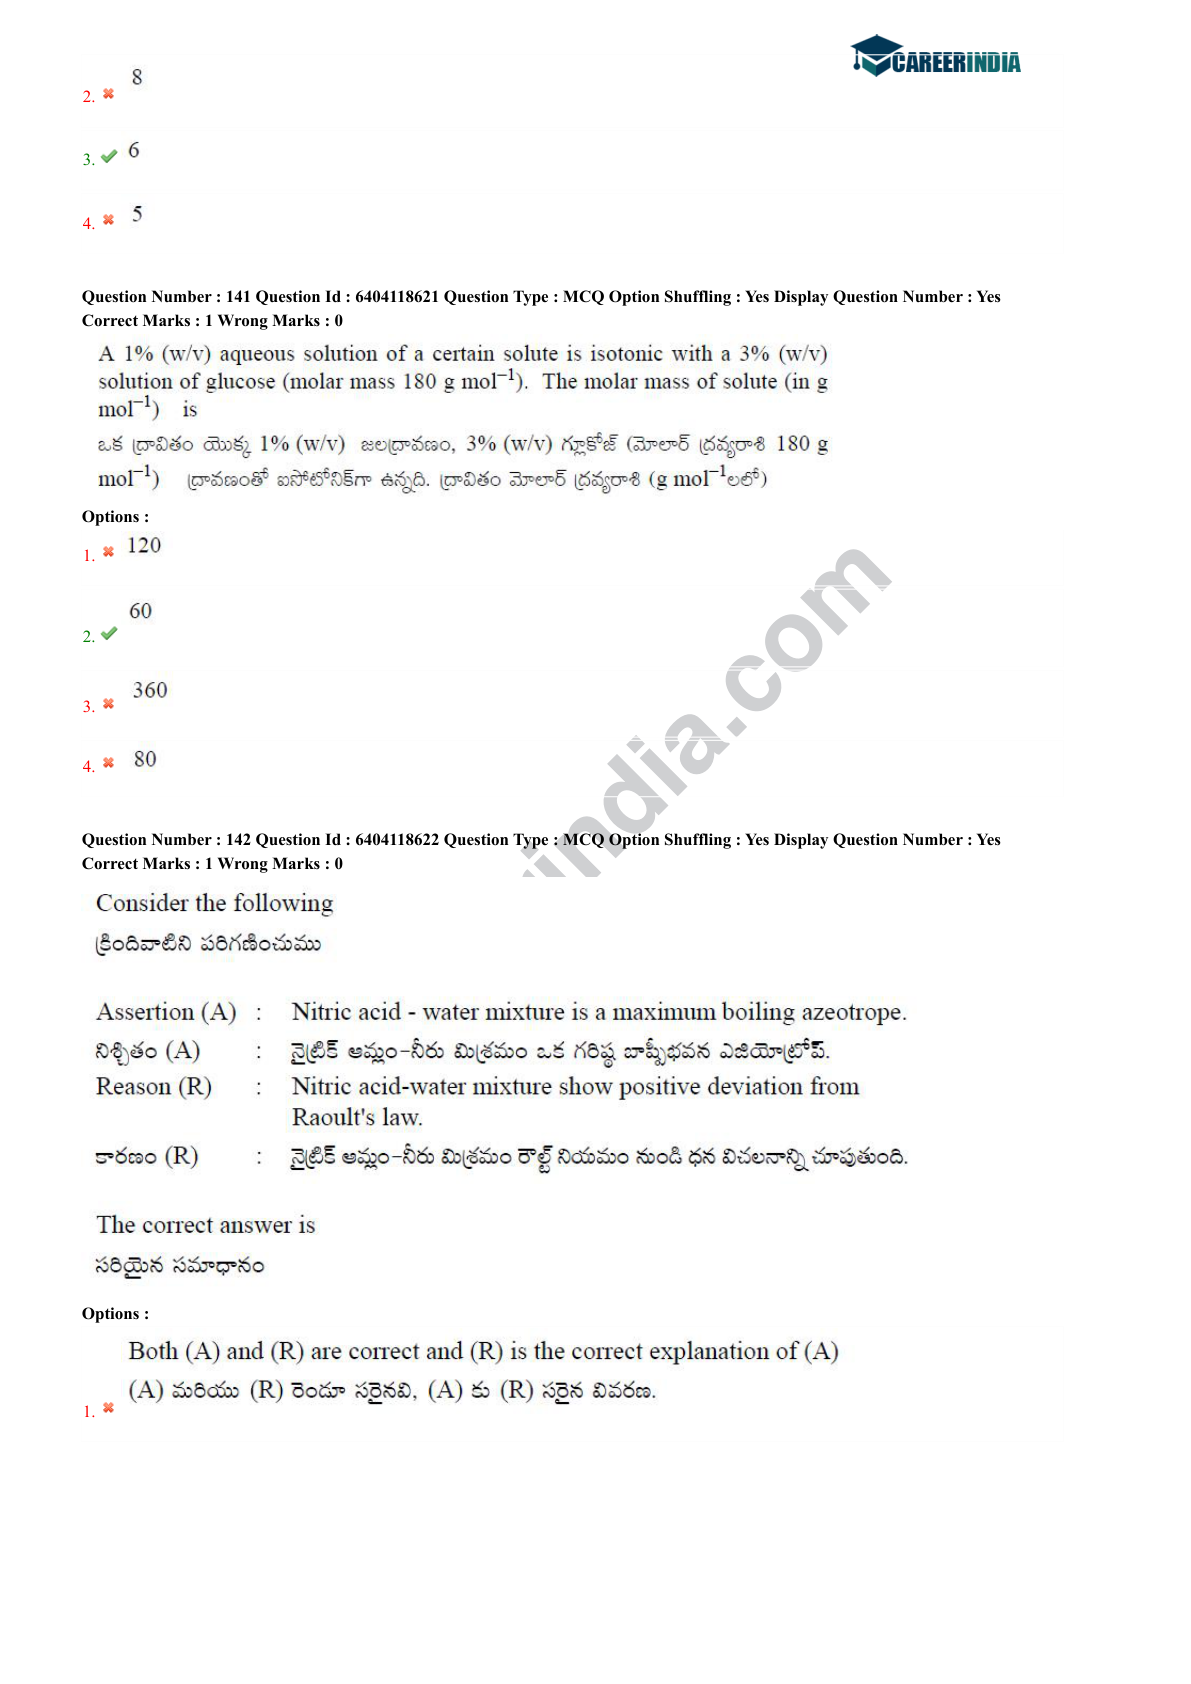 CAREERINDIA
8
2.
6
3.
5
4.
Question Number : 141 Question Id : 6404118621 Question Type : MCQ Option Shuffling : Yes Display Question Number : Yes
Correct Marks : 1 Wrong Marks : 0
A 1% (w/v) aqueous solution of a certain solute is isotonic with a 3% (w/v)
solution of glucose (molar mass 180 g mol⁻¹). The molar mass of solute (in g
mol⁻¹) is
ఒక ద్రావితం యొక్క 1% (w/v) జలద్రావణం, 3% (w/v) గ్లూకోజ్ (మోలార్ ద్రవ్యరాశి 180 g
mol⁻¹) ద్రావణంతో ఐసోటోనిక్‌గా ఉన్నది. ద్రావితం మోలార్ ద్రవ్యరాశి (g mol⁻¹లలో)
Options :
120
1.
60
2.
360
3.
80
4.
india.com
Question Number : 142 Question Id : 6404118622 Question Type : MCQ Option Shuffling : Yes Display Question Number : Yes
Correct Marks : 1 Wrong Marks : 0
Consider the following
క్రిందివాటిని పరిగణించుము
Assertion (A) : Nitric acid - water mixture is a maximum boiling azeotrope.
నిశ్చితం (A) : నైట్రిక్ ఆమ్లం-నీరు మిశ్రమం ఒక గరిష్ఠ బాష్పీభవన ఎజియోట్రోప్.
Reason (R) : Nitric acid-water mixture show positive deviation from
Raoult's law.
కారణం (R) : నైట్రిక్ ఆమ్లం-నీరు మిశ్రమం రౌల్ట్ నియమం నుండి ధన విచలనాన్ని చూపుతుంది.
The correct answer is
సరియైన సమాధానం
Options :
Both (A) and (R) are correct and (R) is the correct explanation of (A)
(A) మరియు (R) రెండూ సరైనవి, (A) కు (R) సరైన వివరణ.
1.